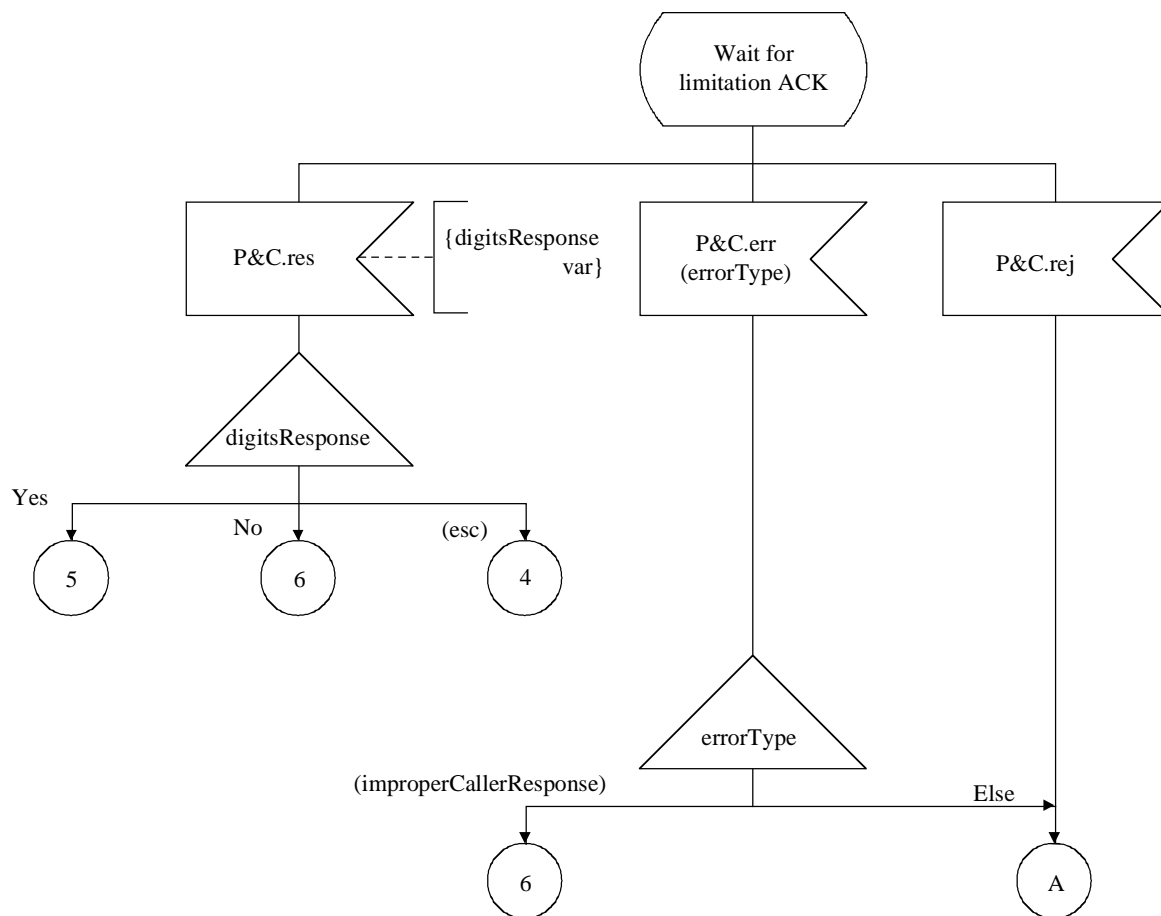 Wait for
limitation ACK
P&C.res
{digitsResponse
var}
P&C.err
(errorType)
P&C.rej
digitsResponse
Yes
No
(esc)
5
6
4
errorType
(improperCallerResponse)
Else
6
A